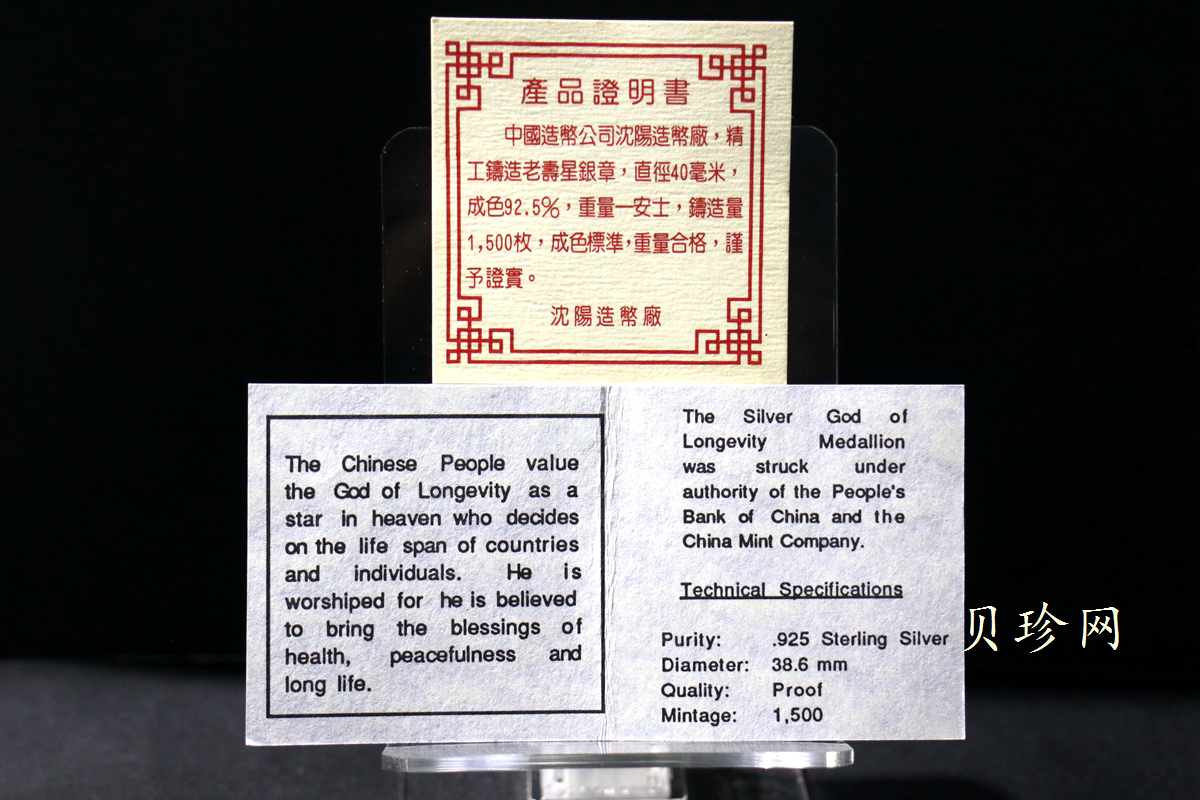 產品證明書
中國造幣公司沈陽造幣廠，精
工鑄造老壽星銀章，直徑40毫米，
成色92.5％，重量一安士，鑄造量
1,500枚，成色標準，重量合格，謹
予證實。
沈陽造幣廠
The Chinese People value
the God of Longevity as a
star in heaven who decides
on the life span of countries
and individuals. He is
worshiped for he is believed
to bring the blessings of
health, peacefulness and
long life.
The Silver God of
Longevity Medallion
was struck under
authority of the People's
Bank of China and the
China Mint Company.
Technical Specifications
Purity: .925 Sterling Silver
Diameter: 38.6 mm
Quality: Proof
Mintage: 1,500
贝珍网